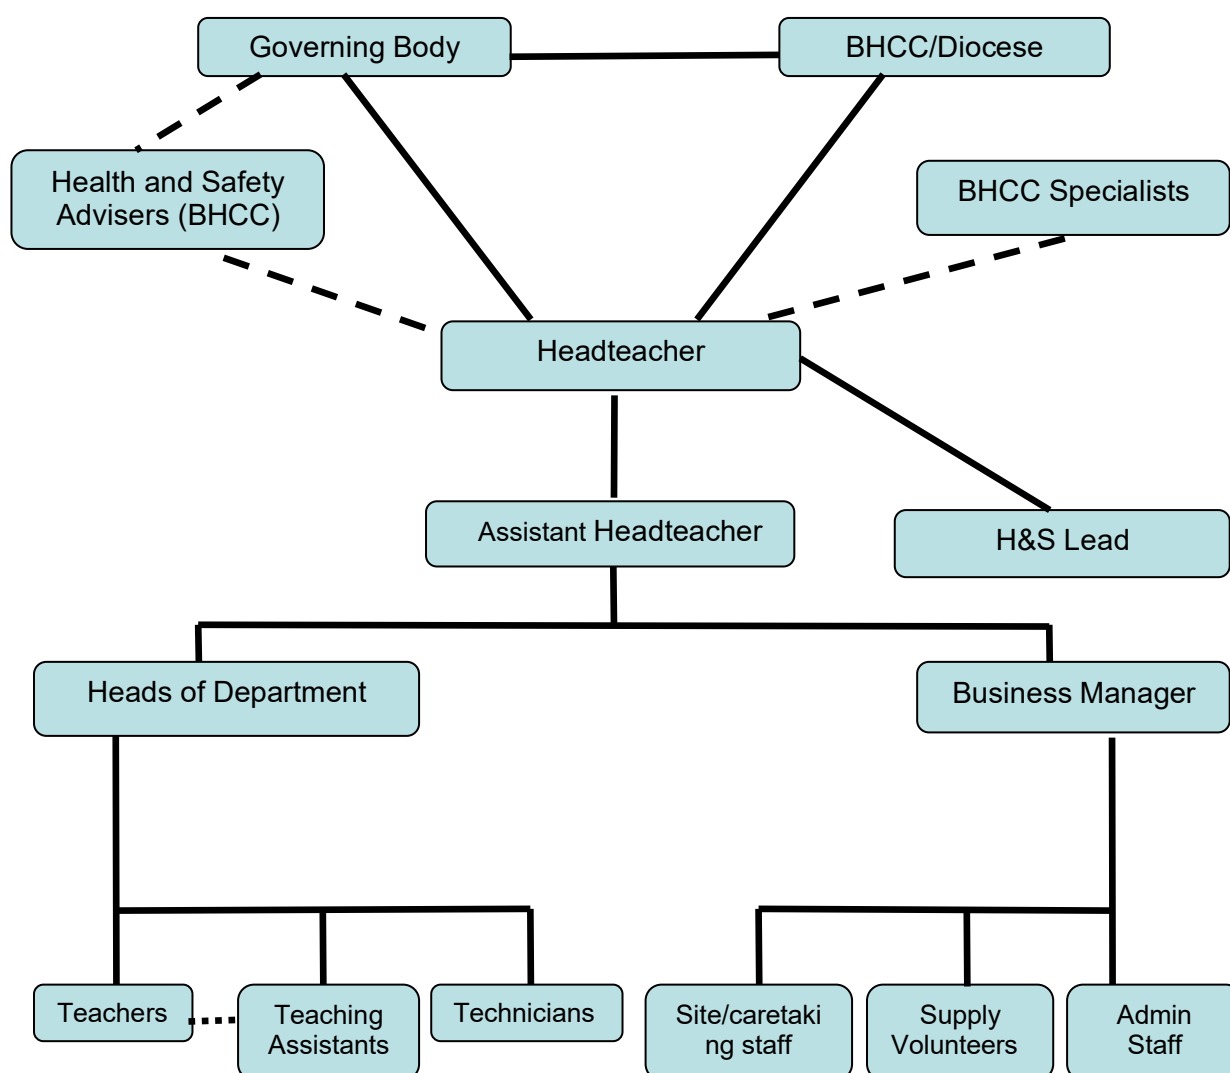 Governing Body
BHCC/Diocese
Health and Safety
Advisers (BHCC)
BHCC Specialists
Headteacher
Assistant Headteacher
H&S Lead
Heads of Department
Business Manager
Teachers
Teaching
Assistants
Technicians
Site/caretaki
ng staff
Supply
Volunteers
Admin
Staff